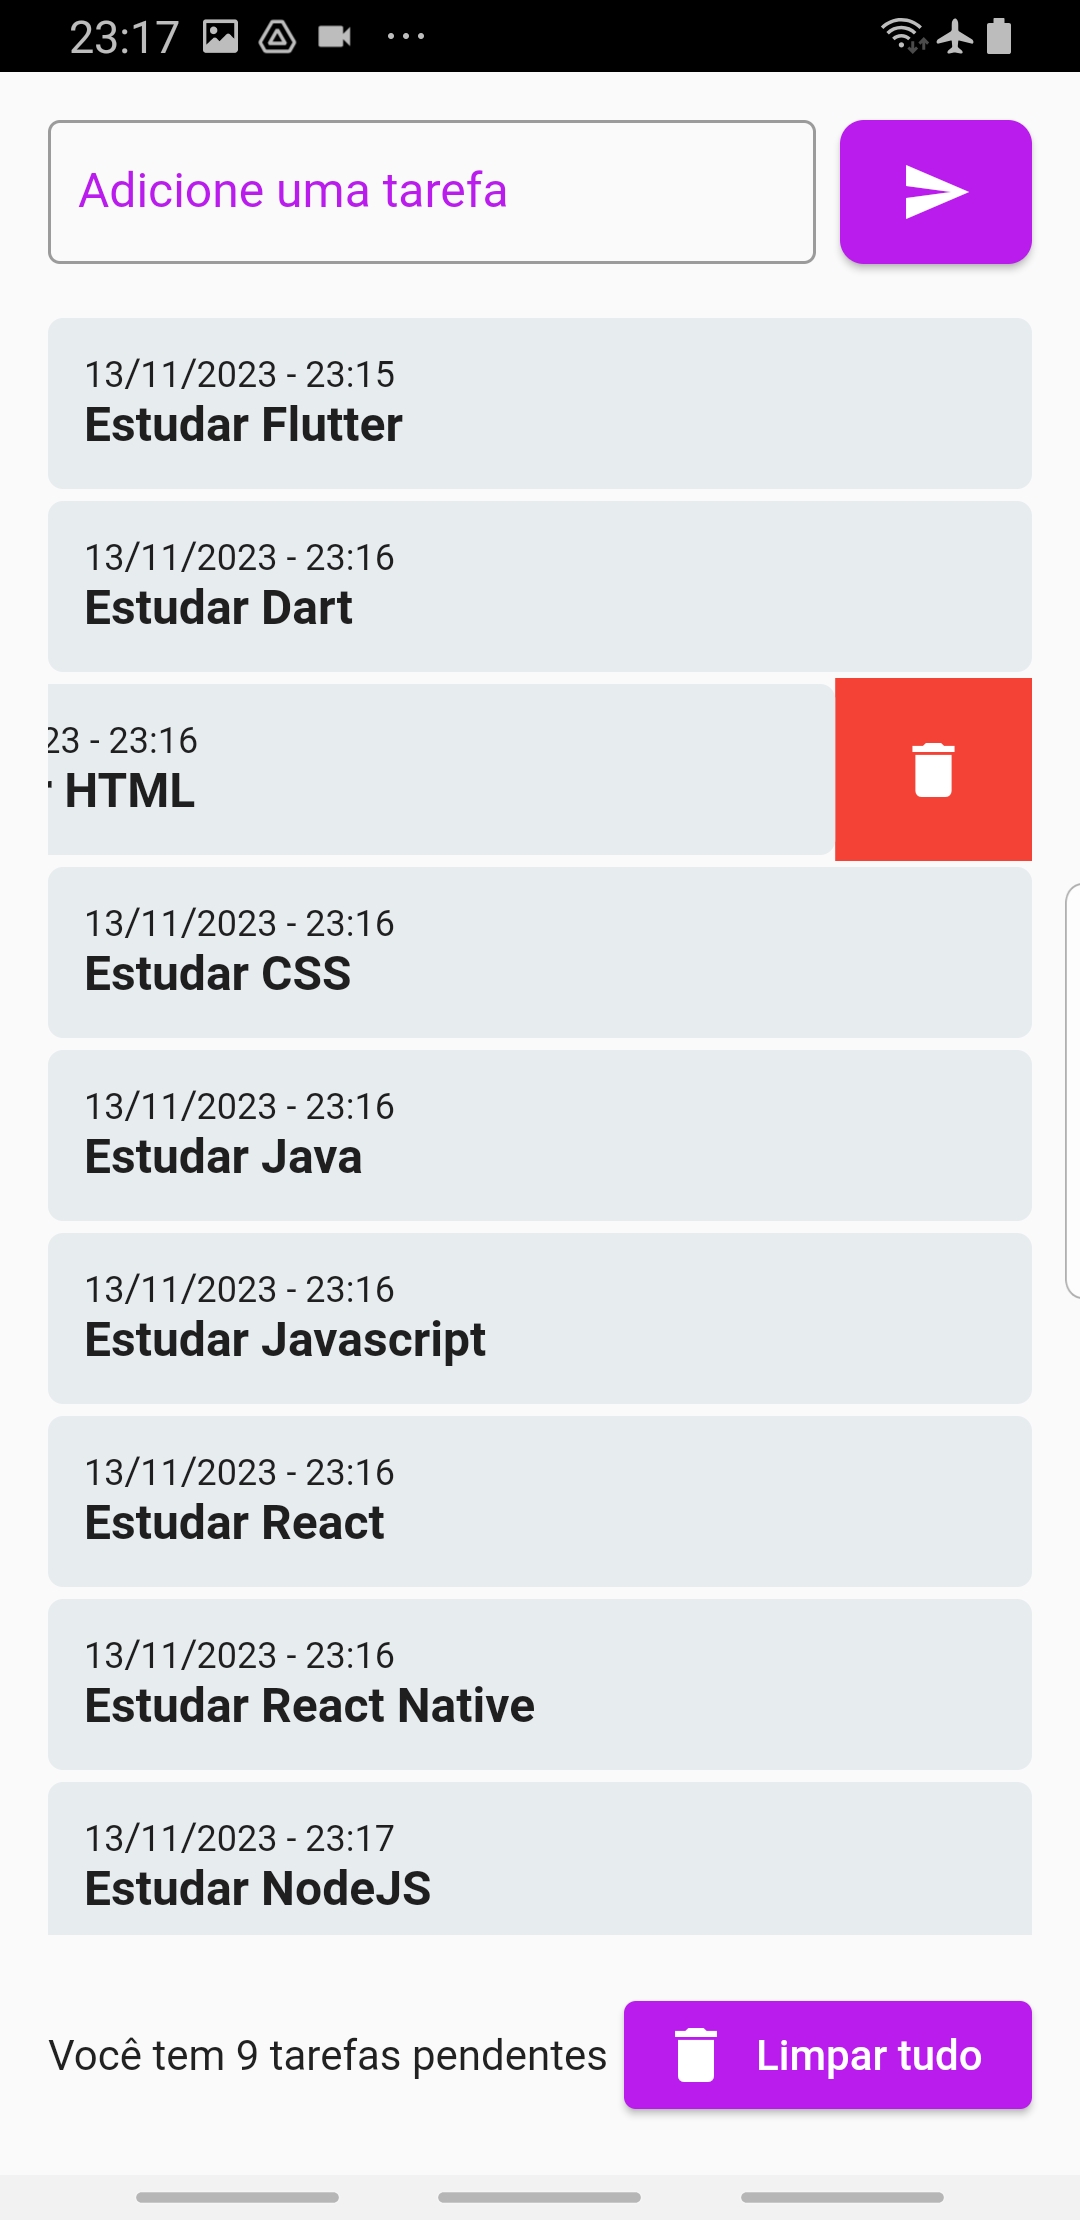 23:17
Adicione uma tarefa
13/11/2023 - 23:15
Estudar Flutter
13/11/2023 - 23:16
Estudar Dart
23 - 23:16
HTML
13/11/2023 - 23:16
Estudar CSS
13/11/2023 - 23:16
Estudar Java
13/11/2023 - 23:16
Estudar Javascript
13/11/2023 - 23:16
Estudar React
13/11/2023 - 23:16
Estudar React Native
13/11/2023 - 23:17
Estudar NodeJS
Você tem 9 tarefas pendentes
Limpar tudo